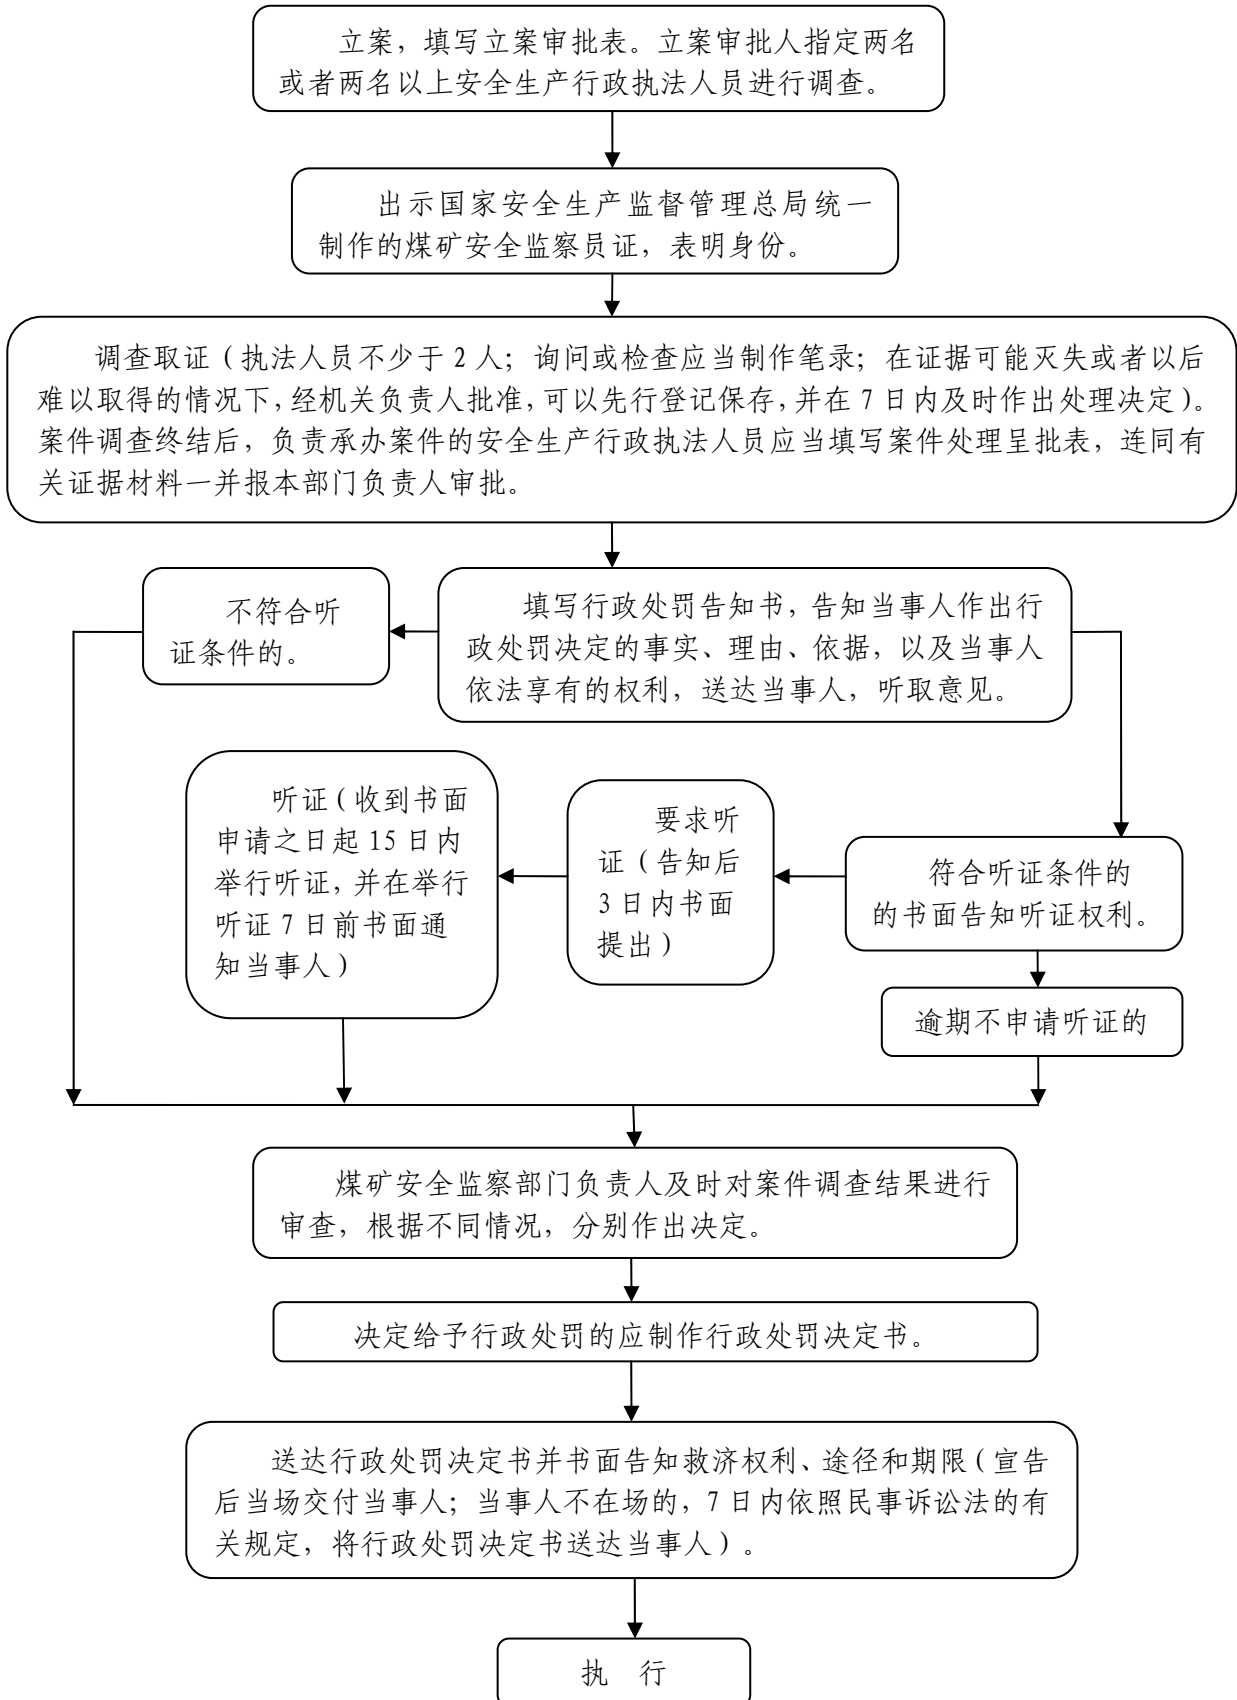 立案，填写立案审批表。立案审批人指定两名
或者两名以上安全生产行政执法人员进行调查。
出示国家安全生产监督管理总局统一
制作的煤矿安全监察员证，表明身份。
调查取证（执法人员不少于 2 人；询问或检查应当制作笔录；在证据可能灭失或者以后
难以取得的情况下，经机关负责人批准，可以先行登记保存，并在 7 日内及时作出处理决定）。
案件调查终结后，负责承办案件的安全生产行政执法人员应当填写案件处理呈批表，连同有
关证据材料一并报本部门负责人审批。
不符合听
证条件的。
填写行政处罚告知书，告知当事人作出行
政处罚决定的事实、理由、依据，以及当事人
依法享有的权利，送达当事人，听取意见。
听证（收到书面
申请之日起 15 日内
举行听证，并在举行
听证 7 日前书面通
知当事人）
要求听
证（告知后
3 日内书面
提出）
符合听证条件的
的书面告知听证权利。
逾期不申请听证的
煤矿安全监察部门负责人及时对案件调查结果进行
审查，根据不同情况，分别作出决定。
决定给予行政处罚的应制作行政处罚决定书。
送达行政处罚决定书并书面告知救济权利、途径和期限（宣告
后当场交付当事人；当事人不在场的，7 日内依照民事诉讼法的有
关规定，将行政处罚决定书送达当事人）。
执 行